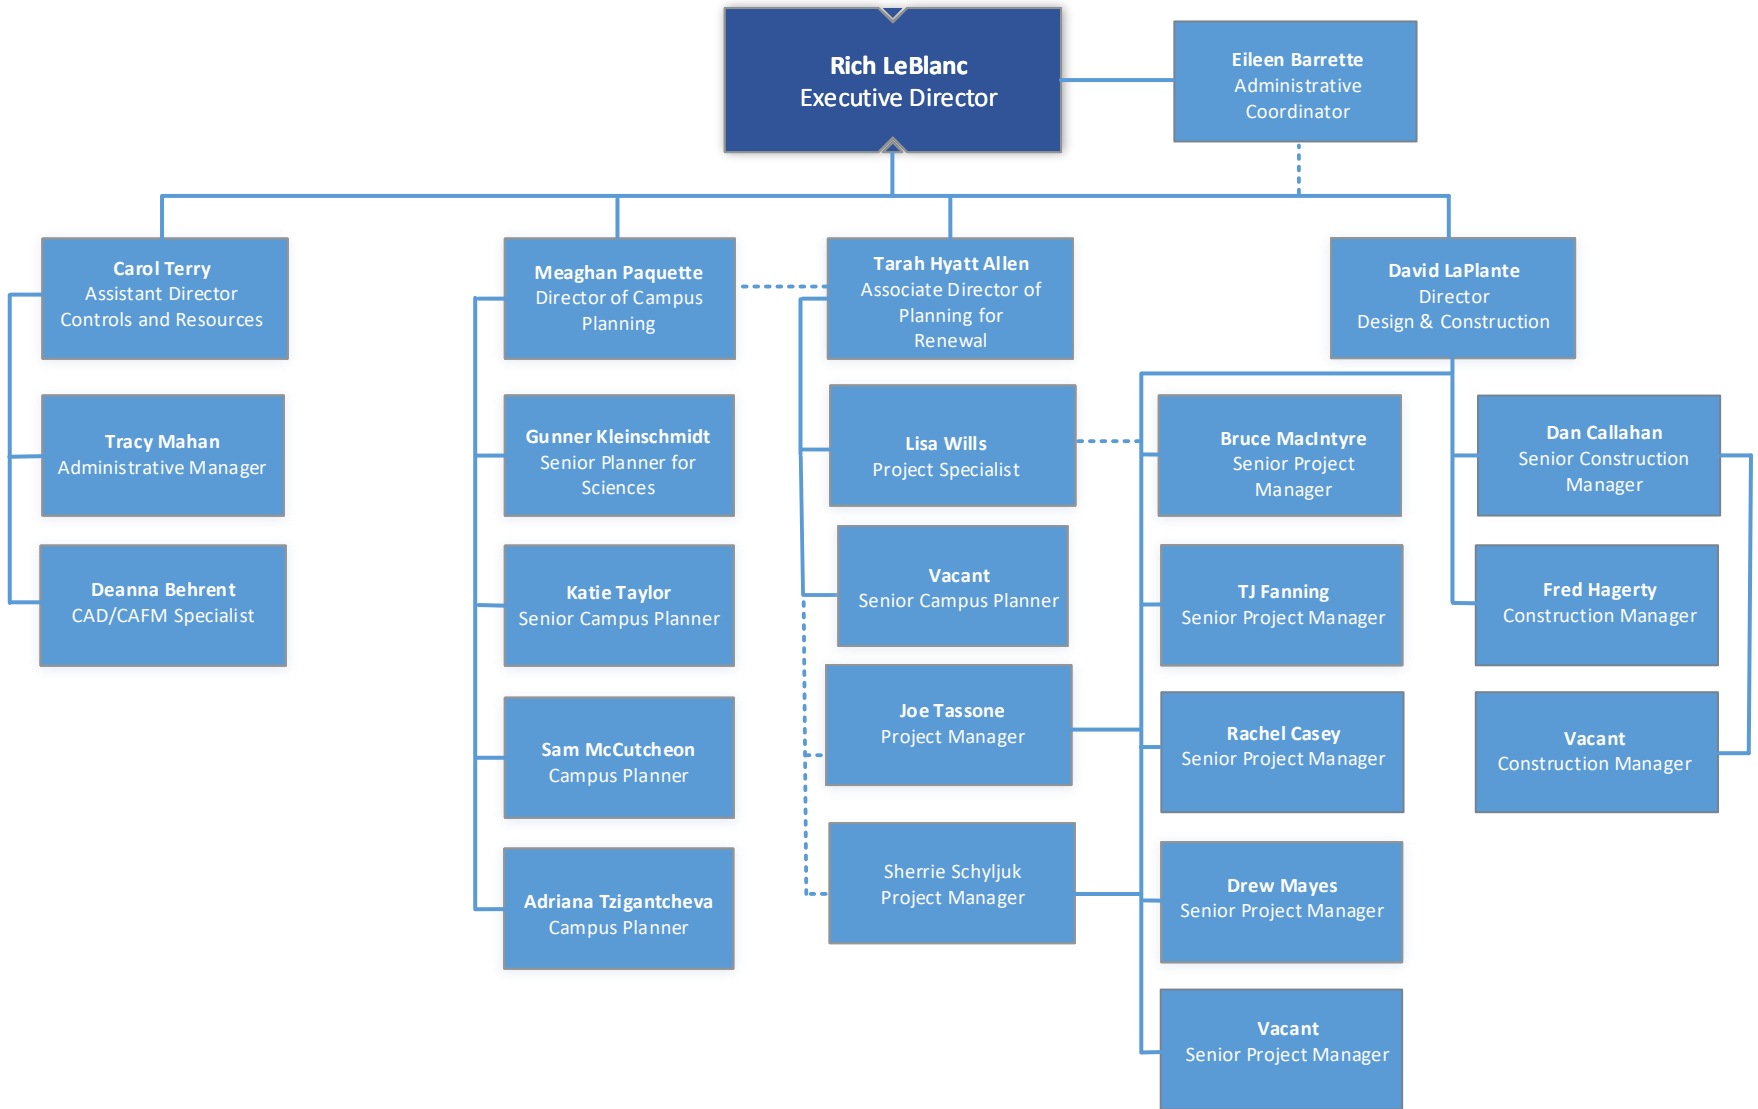 Rich LeBlanc
Executive Director
Eileen Barrette
Administrative
Coordinator
Carol Terry
Assistant Director
Controls and Resources
Meaghan Paquette
Director of Campus
Planning
Tarah Hyatt Allen
Associate Director of
Planning for
Renewal
David LaPlante
Director
Design & Construction
Tracy Mahan
Administrative Manager
Deanna Behrent
CAD/CAFM Specialist
Gunner Kleinschmidt
Senior Planner for
Sciences
Katie Taylor
Senior Campus Planner
Sam McCutcheon
Campus Planner
Adriana Tzigantcheva
Campus Planner
Lisa Wills
Project Specialist
Vacant
Senior Campus Planner
Joe Tassone
Project Manager
Sherrie Schyljuk
Project Manager
Bruce MacIntyre
Senior Project
Manager
TJ Fanning
Senior Project Manager
Rachel Casey
Senior Project Manager
Drew Mayes
Senior Project Manager
Vacant
Senior Project Manager
Dan Callahan
Senior Construction
Manager
Fred Hagerty
Construction Manager
Vacant
Construction Manager